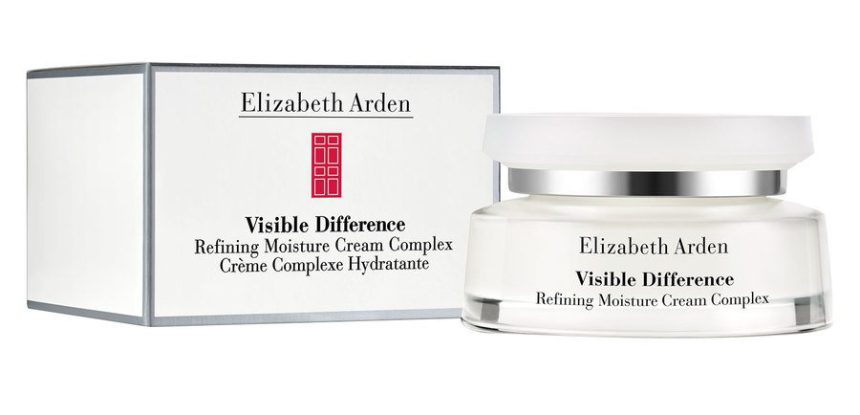 Elizabeth Arden
Visible Difference
Refining Moisture Cream Complex
Crème Complexe Hydratante
Elizabeth Arden
Visible Difference
Refining Moisture Cream Complex